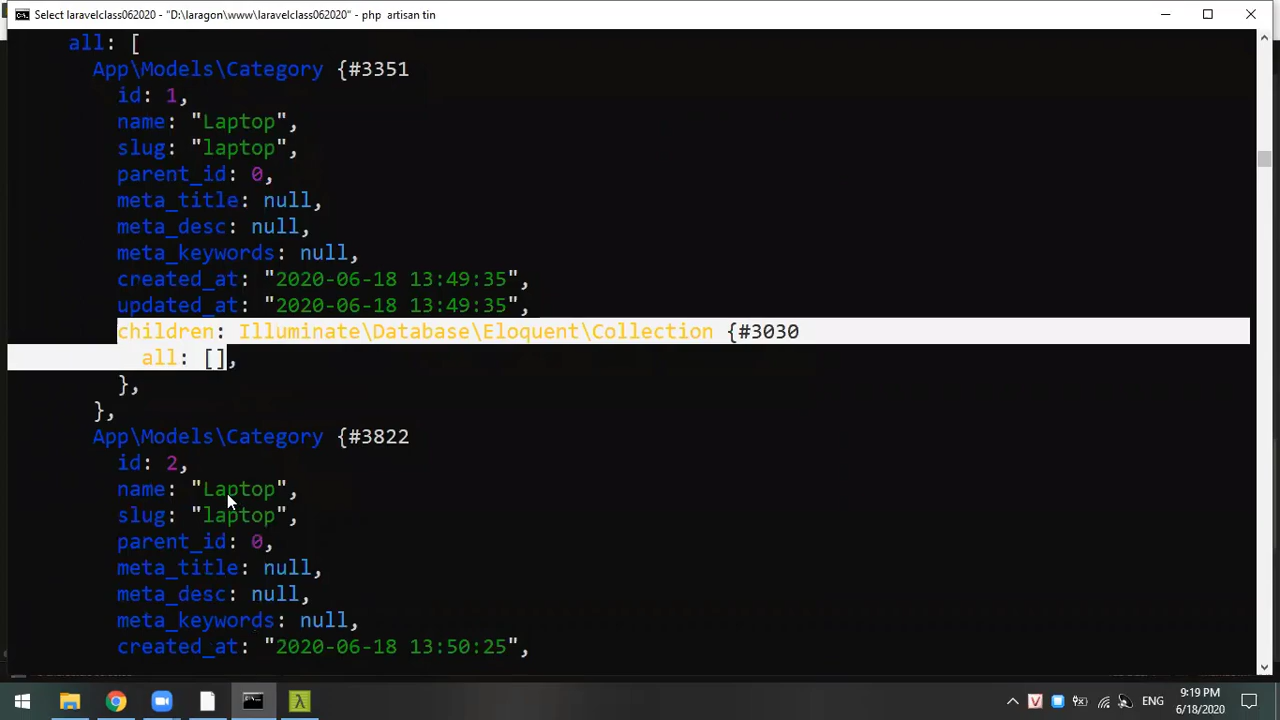 Select laravelclass062020 - "D:\laragon\www\laravelclass062020" - php  artisan tin
all: [
App\Models\Category {#3351
id: 1,
name: "Laptop",
slug: "laptop",
parent_id: 0,
meta_title: null,
meta_desc: null,
meta_keywords: null,
created_at: "2020-06-18 13:49:35",
updated_at: "2020-06-18 13:49:35",
children: Illuminate\Database\Eloquent\Collection {#3030
all: [],
},
},
App\Models\Category {#3822
id: 2,
name: "Laptop",
slug: "laptop",
parent_id: 0,
meta_title: null,
meta_desc: null,
meta_keywords: null,
created_at: "2020-06-18 13:50:25",
ENG
9:19 PM
6/18/2020